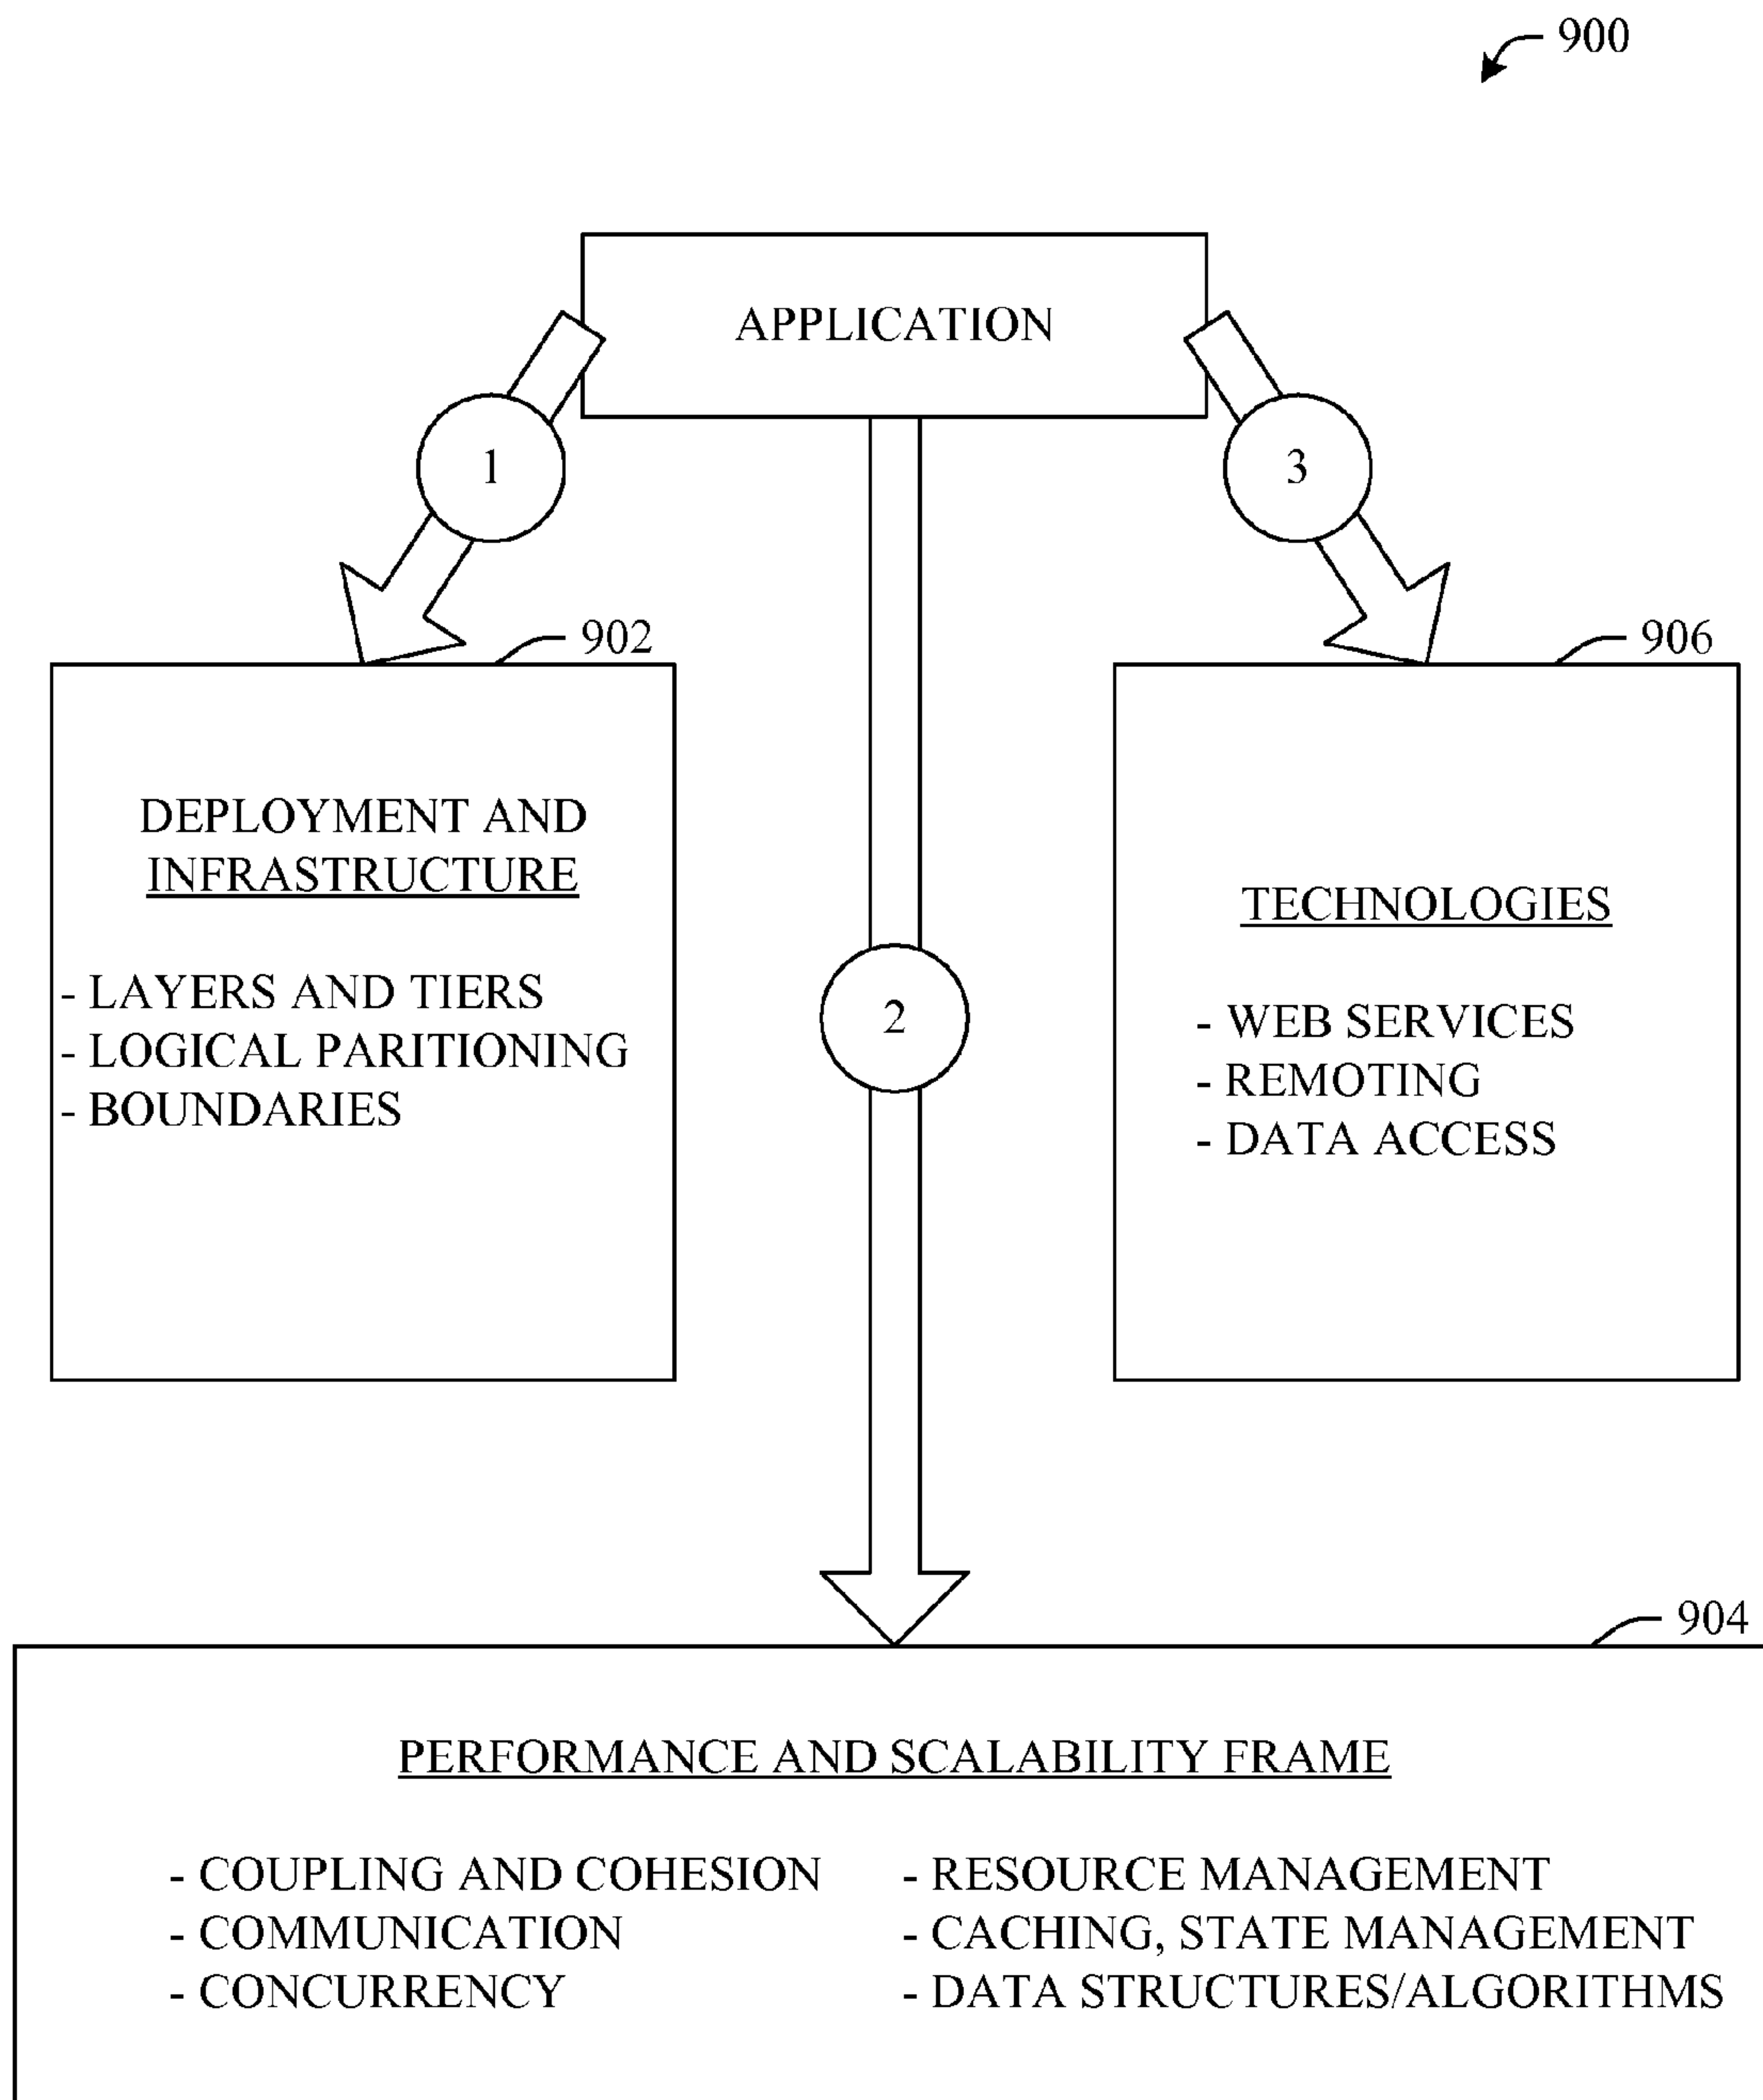 900
APPLICATION
1
3
2
902
DEPLOYMENT AND
INFRASTRUCTURE
- LAYERS AND TIERS
- LOGICAL PARITIONING
- BOUNDARIES
906
TECHNOLOGIES
- WEB SERVICES
- REMOTING
- DATA ACCESS
904
PERFORMANCE AND SCALABILITY FRAME
- COUPLING AND COHESION
- COMMUNICATION
- CONCURRENCY
- RESOURCE MANAGEMENT
- CACHING, STATE MANAGEMENT
- DATA STRUCTURES/ALGORITHMS